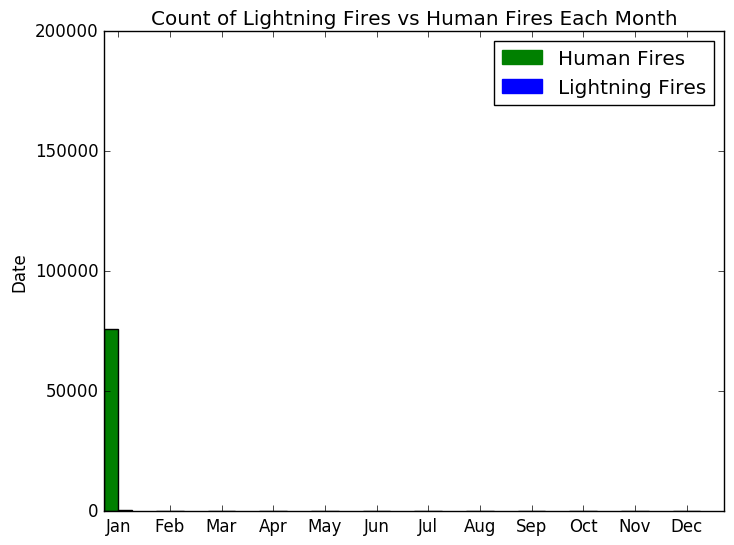 Count of Lightning Fires vs Human Fires Each Month
Human Fires
Lightning Fires
200000
150000
100000
50000
0
Date
Jan Feb Mar Apr May Jun Jul Aug Sep Oct Nov Dec